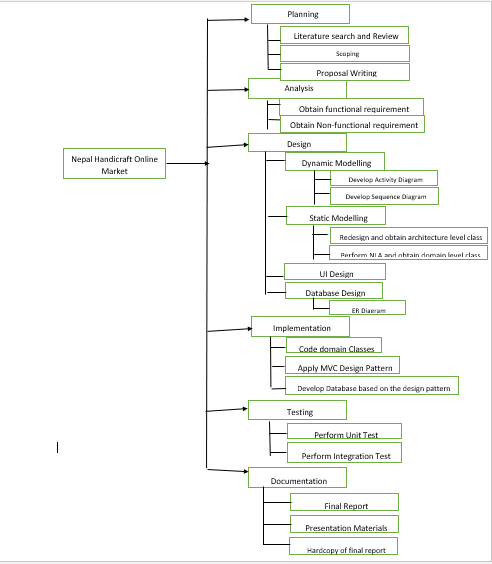 Planning
Literature search and Review
Scoping
Proposal Writing
Analysis
Obtain functional requirement
Obtain Non-functional requirement
Design
Nepal Handicraft Online
Market
Dynamic Modelling
Develop Activity Diagram
Develop Sequence Diagram
Static Modelling
Redesign and obtain architecture level class
Perform NLA and obtain domain level class
UI Design
Database Design
ER Diagram
Implementation
Code domain Classes
Apply MVC Design Pattern
Develop Database based on the design pattern
Testing
Perform Unit Test
Perform Integration Test
Documentation
Final Report
Presentation Materials
Hardcopy of final report